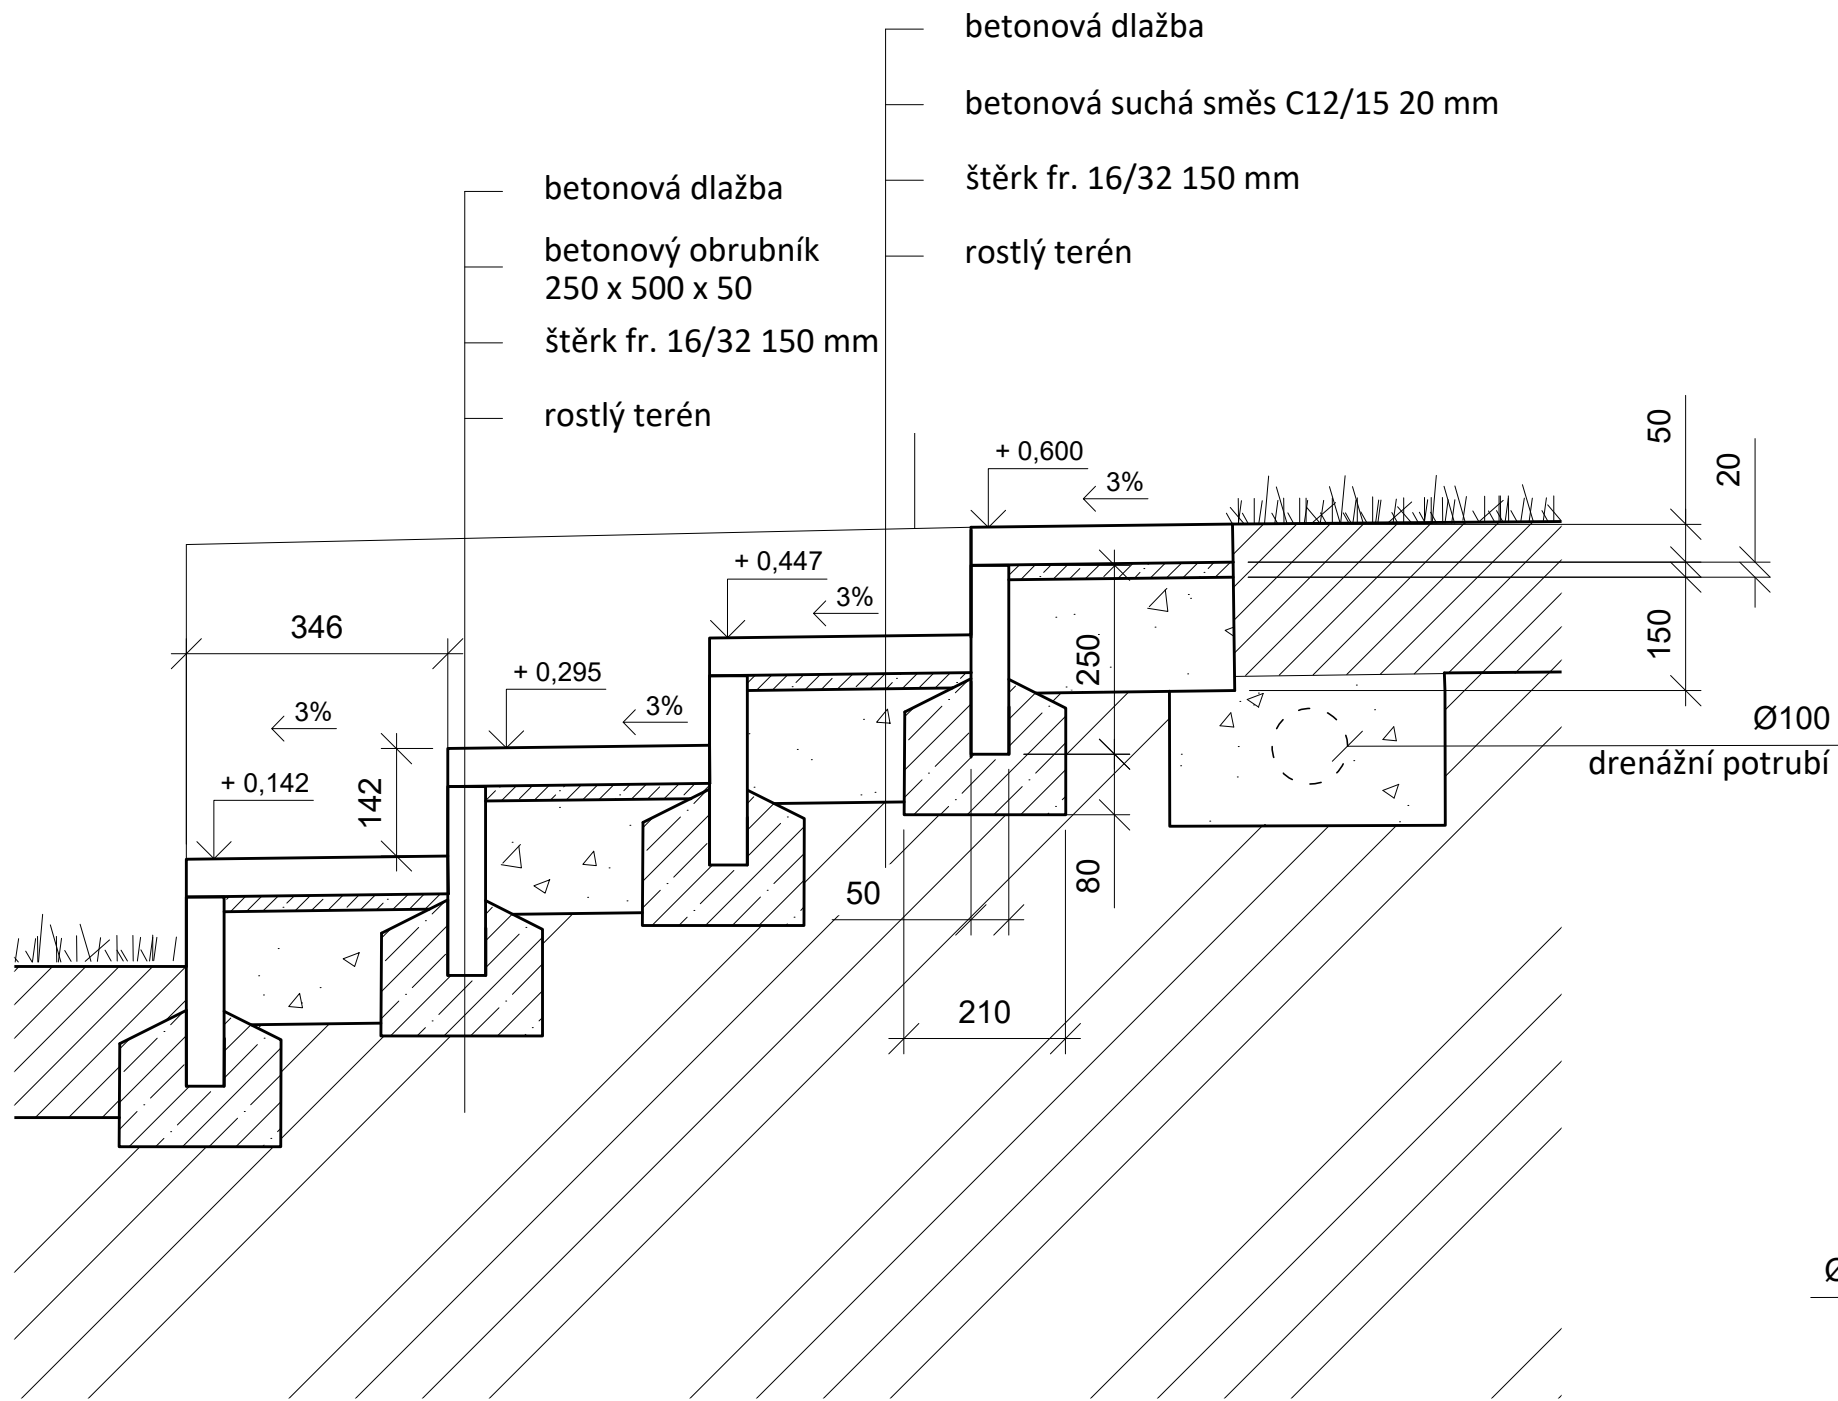 betonová dlažba
betonová suchá směs C12/15 20 mm
štěrk fr. 16/32 150 mm
rostlý terén
betonová dlažba
betonový obrubník
250 x 500 x 50
štěrk fr. 16/32 150 mm
rostlý terén
50
20
150
+ 0,600
3%
+ 0,447
3%
346
+ 0,295
3%
3%
+ 0,142
142
250
80
50
210
Ø100
drenážní potrubí
Ø